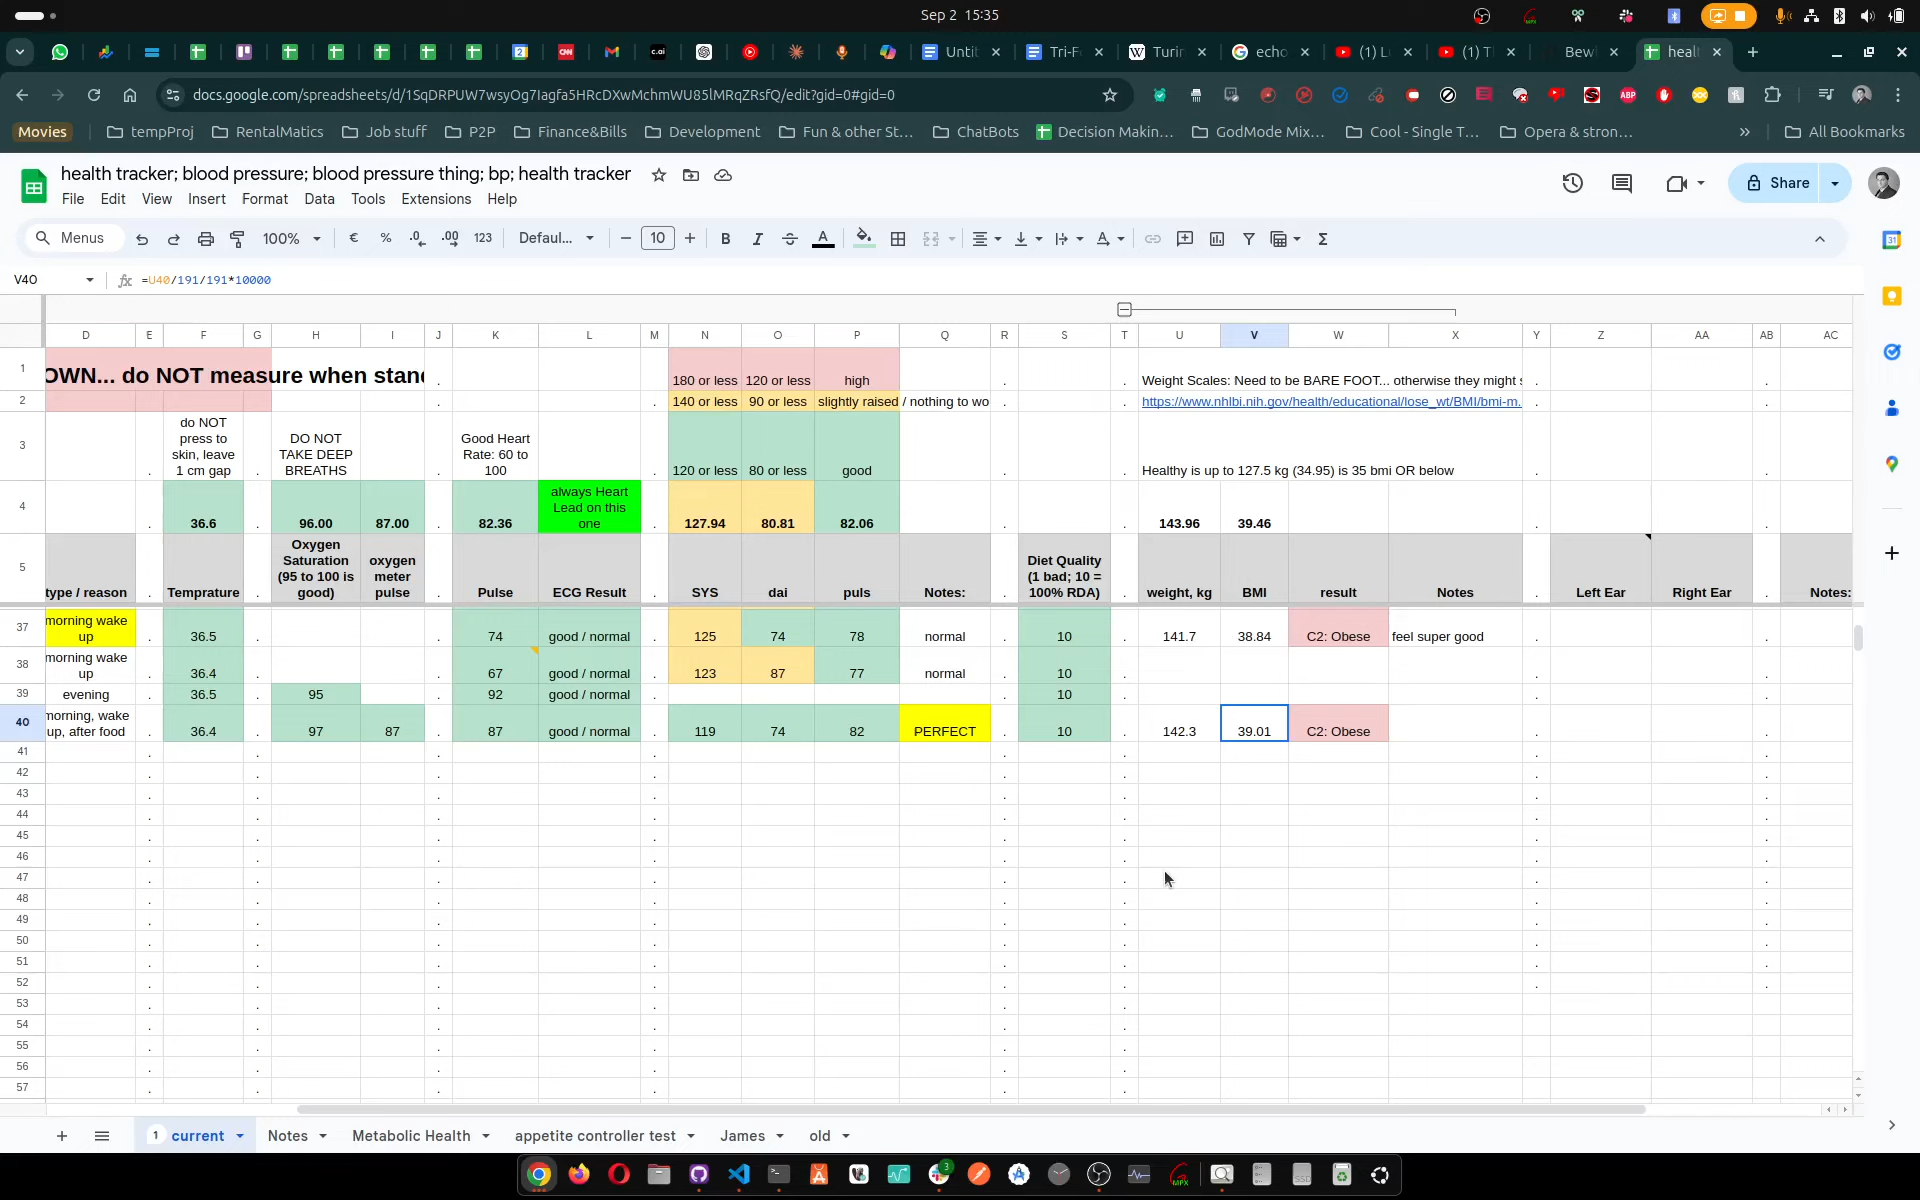 Sep 2 15:35
Untit
Tri-F
Turir
echo
(1) L
(1) T
Bew
healt
docs.google.com/spreadsheets/d/1SqDRPUW7wsyOg7Iagfa5HRcDXwMchmWU85lMRqZRsfQ/edit?gid=0#gid=0
Movies
tempProj
RentalMatics
Job stuff
P2P
Finance&Bills
Development
Fun & other St...
ChatBots
Decision Makin...
GodMode Mix...
Cool - Single T...
Opera & stron...
All Bookmarks
health tracker; blood pressure; blood pressure thing; bp; health tracker
File Edit View Insert Format Data Tools Extensions Help
Share
Menus 100% € % .0 .00 123 Defaul... 10
V40 =U40/191/191*10000
D E F G H I J K L M N O P Q R S T U V W X Y Z AA AB AC
1 OWN... do NOT measure when stand . 180 or less 120 or less high . . Weight Scales: Need to be BARE FOOT... otherwise they might s . .
2 . . 140 or less 90 or less slightly raised / nothing to wo . . https://www.nhlbi.nih.gov/health/educational/lose_wt/BMI/bmi-m. . .
3 . do NOT press to skin, leave 1 cm gap . DO NOT TAKE DEEP BREATHS . Good Heart Rate: 60 to 100 . 120 or less 80 or less good . . Healthy is up to 127.5 kg (34.95) is 35 bmi OR below . .
4 . 36.6 . 96.00 87.00 . 82.36 always Heart Lead on this one . 127.94 80.81 82.06 . . 143.96 39.46 . .
5 type / reason . Temprature . Oxygen Saturation (95 to 100 is good) oxygen meter pulse . Pulse ECG Result . SYS dai puls Notes: . Diet Quality (1 bad; 10 = 100% RDA) . weight, kg BMI result Notes . Left Ear Right Ear . Notes:
37 morning wake up . 36.5 . . 74 good / normal . 125 74 78 normal . 10 . 141.7 38.84 C2: Obese feel super good . .
38 morning wake up . 36.4 . . 67 good / normal . 123 87 77 normal . 10 . . .
39 evening . 36.5 . 95 . 92 good / normal . . 10 . . .
40 morning, wake up, after food . 36.4 . 97 87 . 87 good / normal . 119 74 82 PERFECT . 10 . 142.3 39.01 C2: Obese . .
41
42
43
44
45
46
47
48
49
50
51
52
53
54
55
56
57
1 current Notes Metabolic Health appetite controller test James old